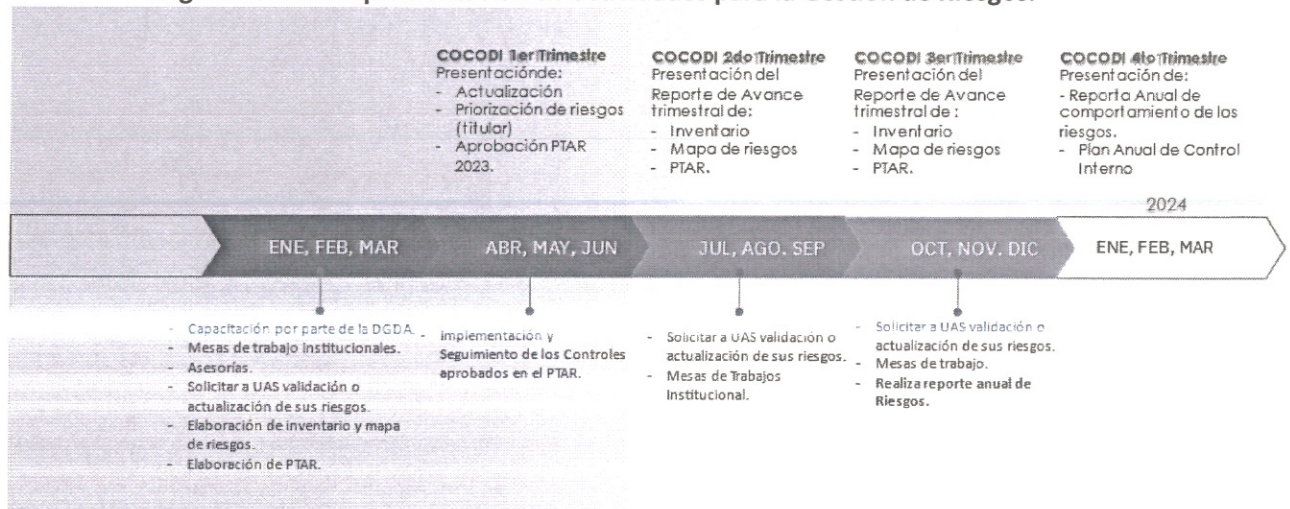 para la Gestión de Riesgos.
COCODI 1er Trimestre
Presentaciónde:
- Actualización
- Priorización de riesgos
(titular)
- Aprobación PTAR
2023.
COCODI 2do Trimestre
Presentación del
Reporte de Avance
trimestral de:
- Inventario
- Mapa de riesgos
- PTAR.
COCODI 3er Trimestre
Presentación del
Reporte de Avance
trimestral de :
- Inventario
- Mapa de riesgos
- PTAR.
COCODI 4to Trimestre
Presentación de:
- Reporta Anual de
comportamiento de los
riesgos.
- Plan Anual de Control
Interno
2024
ENE, FEB, MAR
ABR, MAY, JUN
JUL, AGO. SEP
OCT, NOV. DIC
ENE, FEB, MAR
- Capacitación por parte de la DGDA.
- Mesas de trabajo Institucionales.
- Asesorías.
- Solicitar a UAS validación o
actualización de sus riesgos.
- Elaboración de inventario y mapa
de riesgos.
- Elaboración de PTAR.
- Implementación y
Seguimiento de los Controles
aprobados en el PTAR.
- Solicitar a UAS validación o
actualización de sus riesgos.
- Mesas de Trabajos
Institucional.
- Solicitar a UAS validación o
actualización de sus riesgos.
- Mesas de trabajo.
- Realiza reporte anual de
Riesgos.